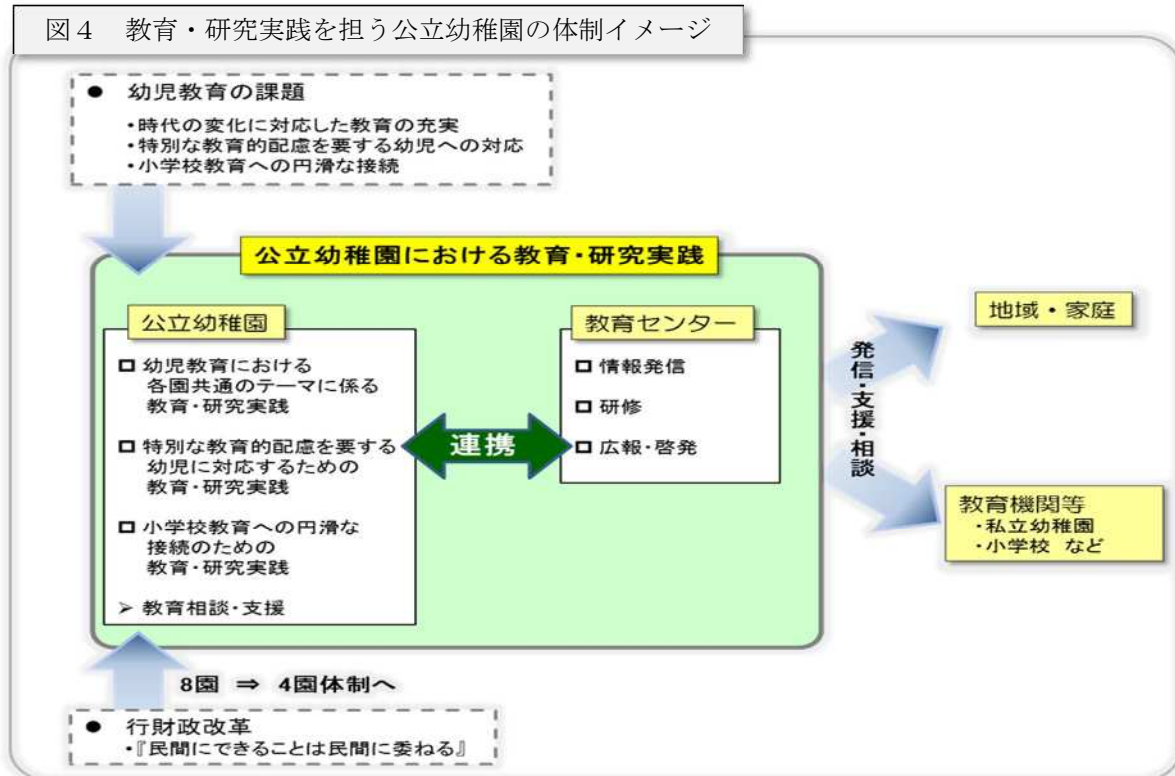 図4 教育・研究実践を担う公立幼稚園の体制イメージ
● 幼児教育の課題
・時代の変化に対応した教育の充実
・特別な教育的配慮を要する幼児への対応
・小学校教育への円滑な接続
公立幼稚園における教育・研究実践
公立幼稚園
□ 幼児教育における
各園共通のテーマに係る
教育・研究実践
□ 特別な教育的配慮を要する
幼児に対応するための
教育・研究実践
□ 小学校教育への円滑な
接続のための
教育・研究実践
➢ 教育相談・支援
連携
教育センター
□ 情報発信
□ 研修
□ 広報・啓発
発信・支援・相談
地域・家庭
教育機関等
・私立幼稚園
・小学校 など
8園 ⇒ 4園体制へ
● 行財政改革
・『民間にできることは民間に委ねる』